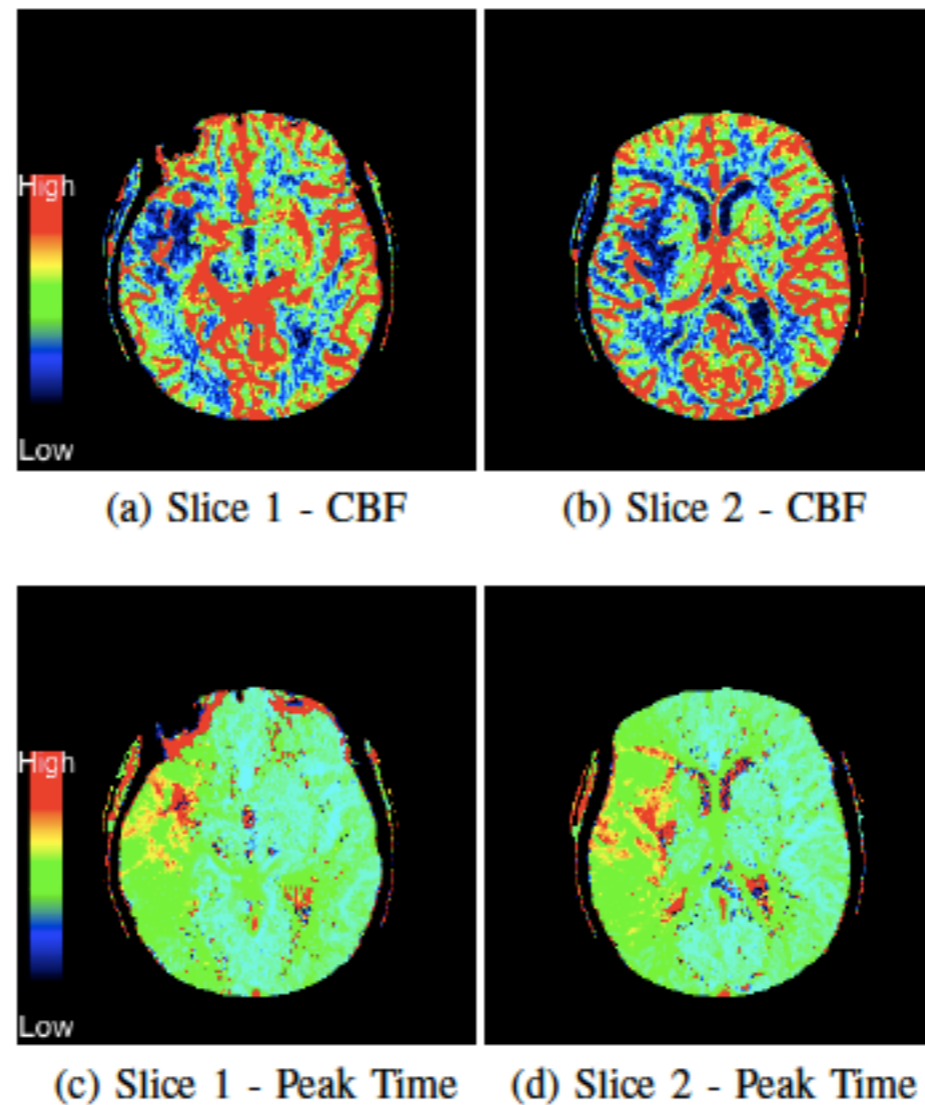 High
Low
(a) Slice 1 - CBF
(b) Slice 2 - CBF
High
Low
(c) Slice 1 - Peak Time
(d) Slice 2 - Peak Time